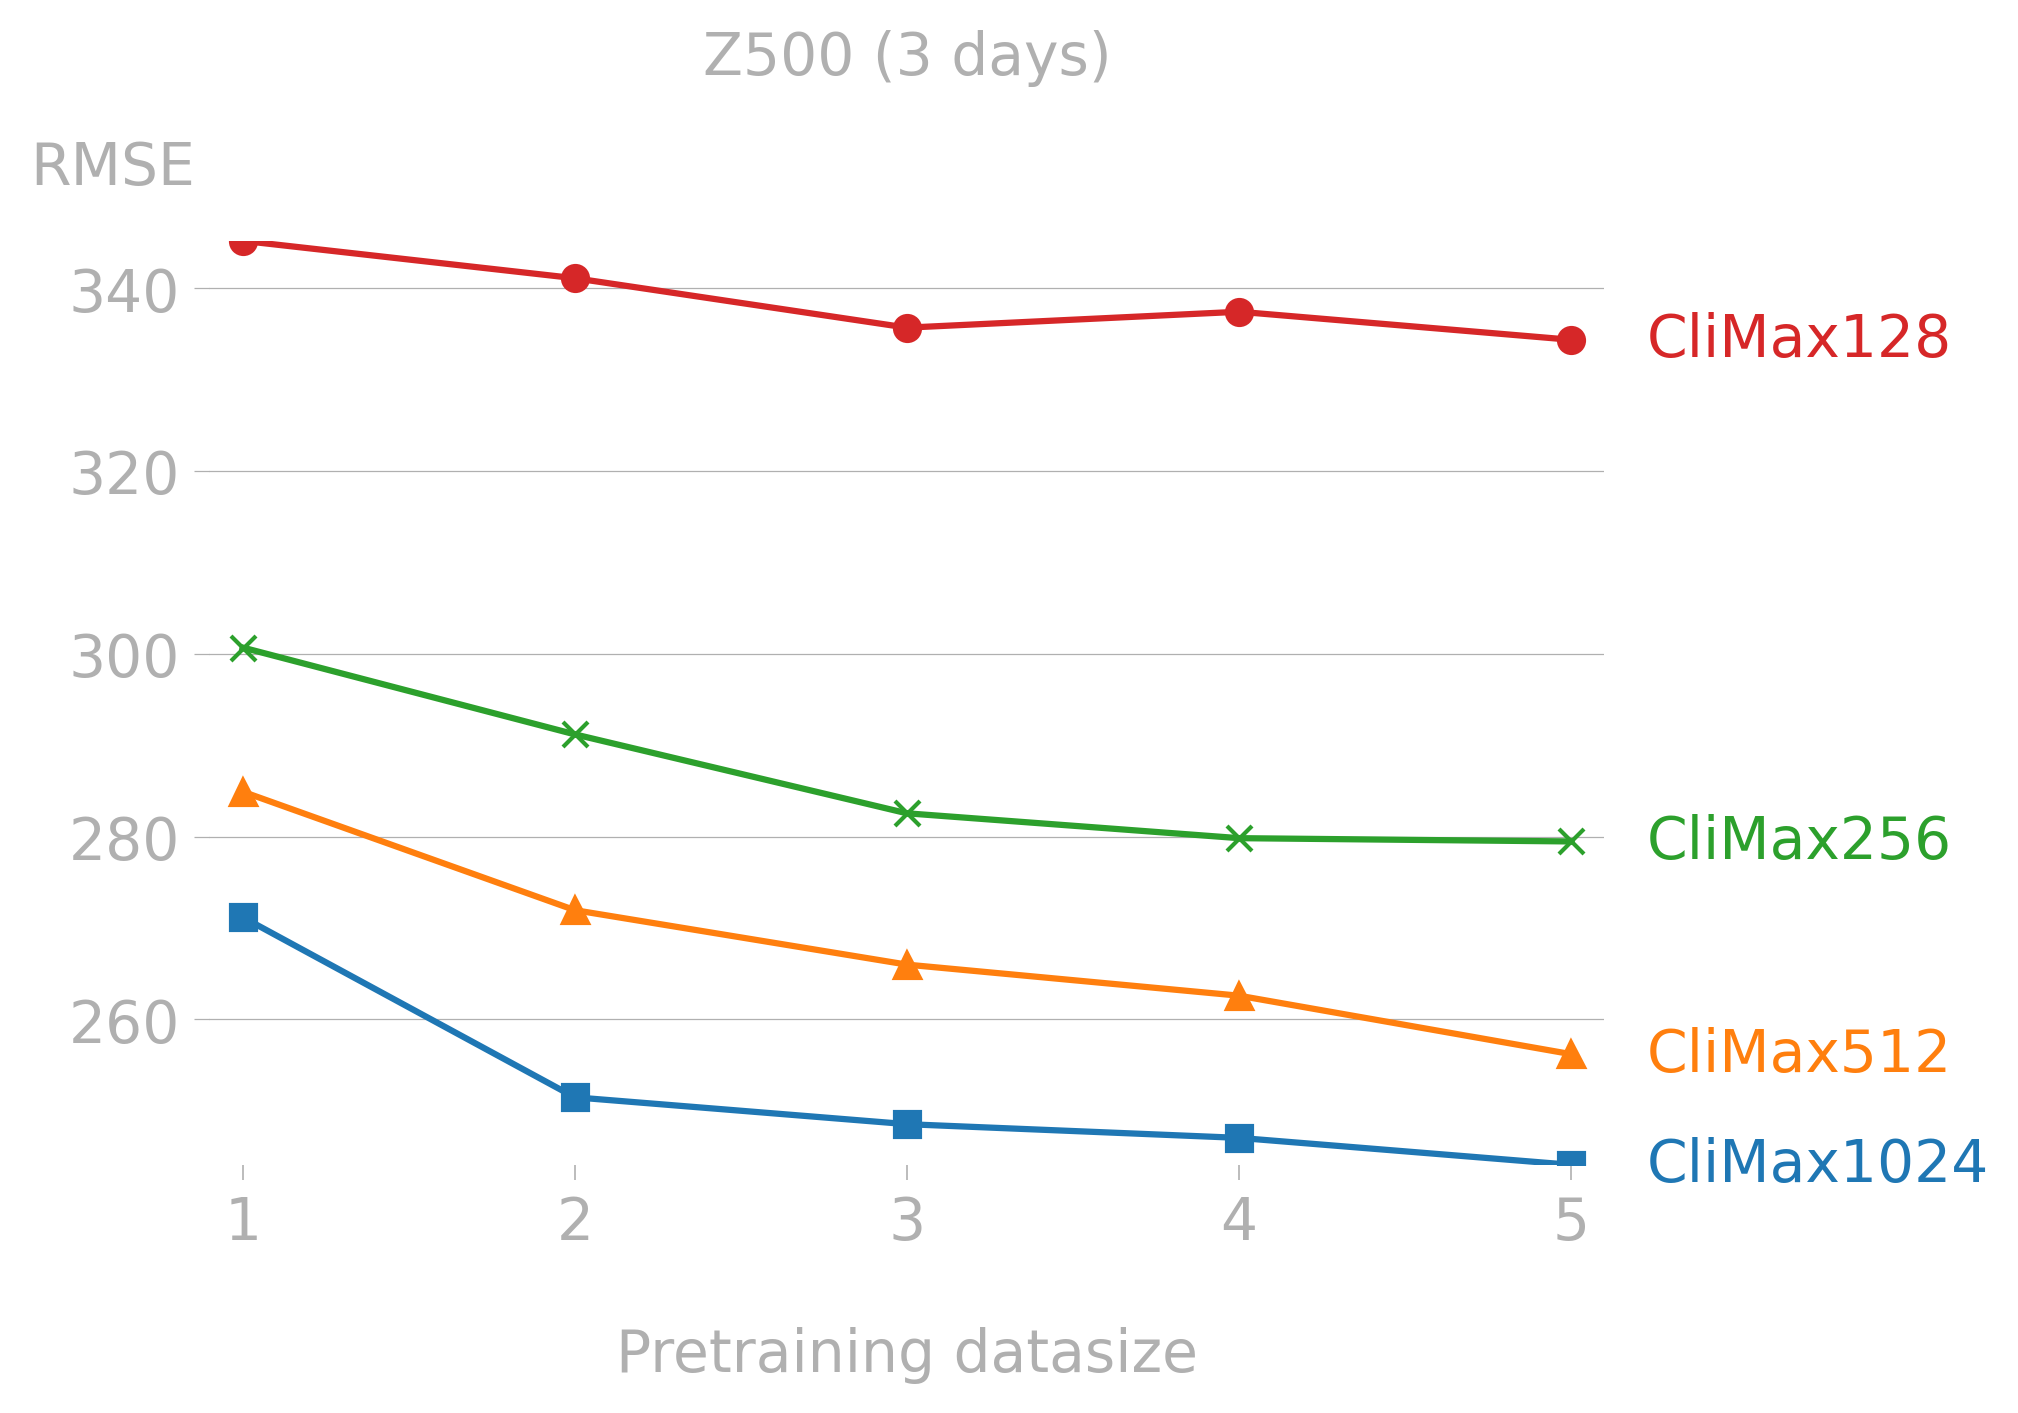 Z500 (3 days)
RMSE
340
320
300
280
260
CliMax128
CliMax256
CliMax512
CliMax1024
1 2 3 4 5
Pretraining datasize